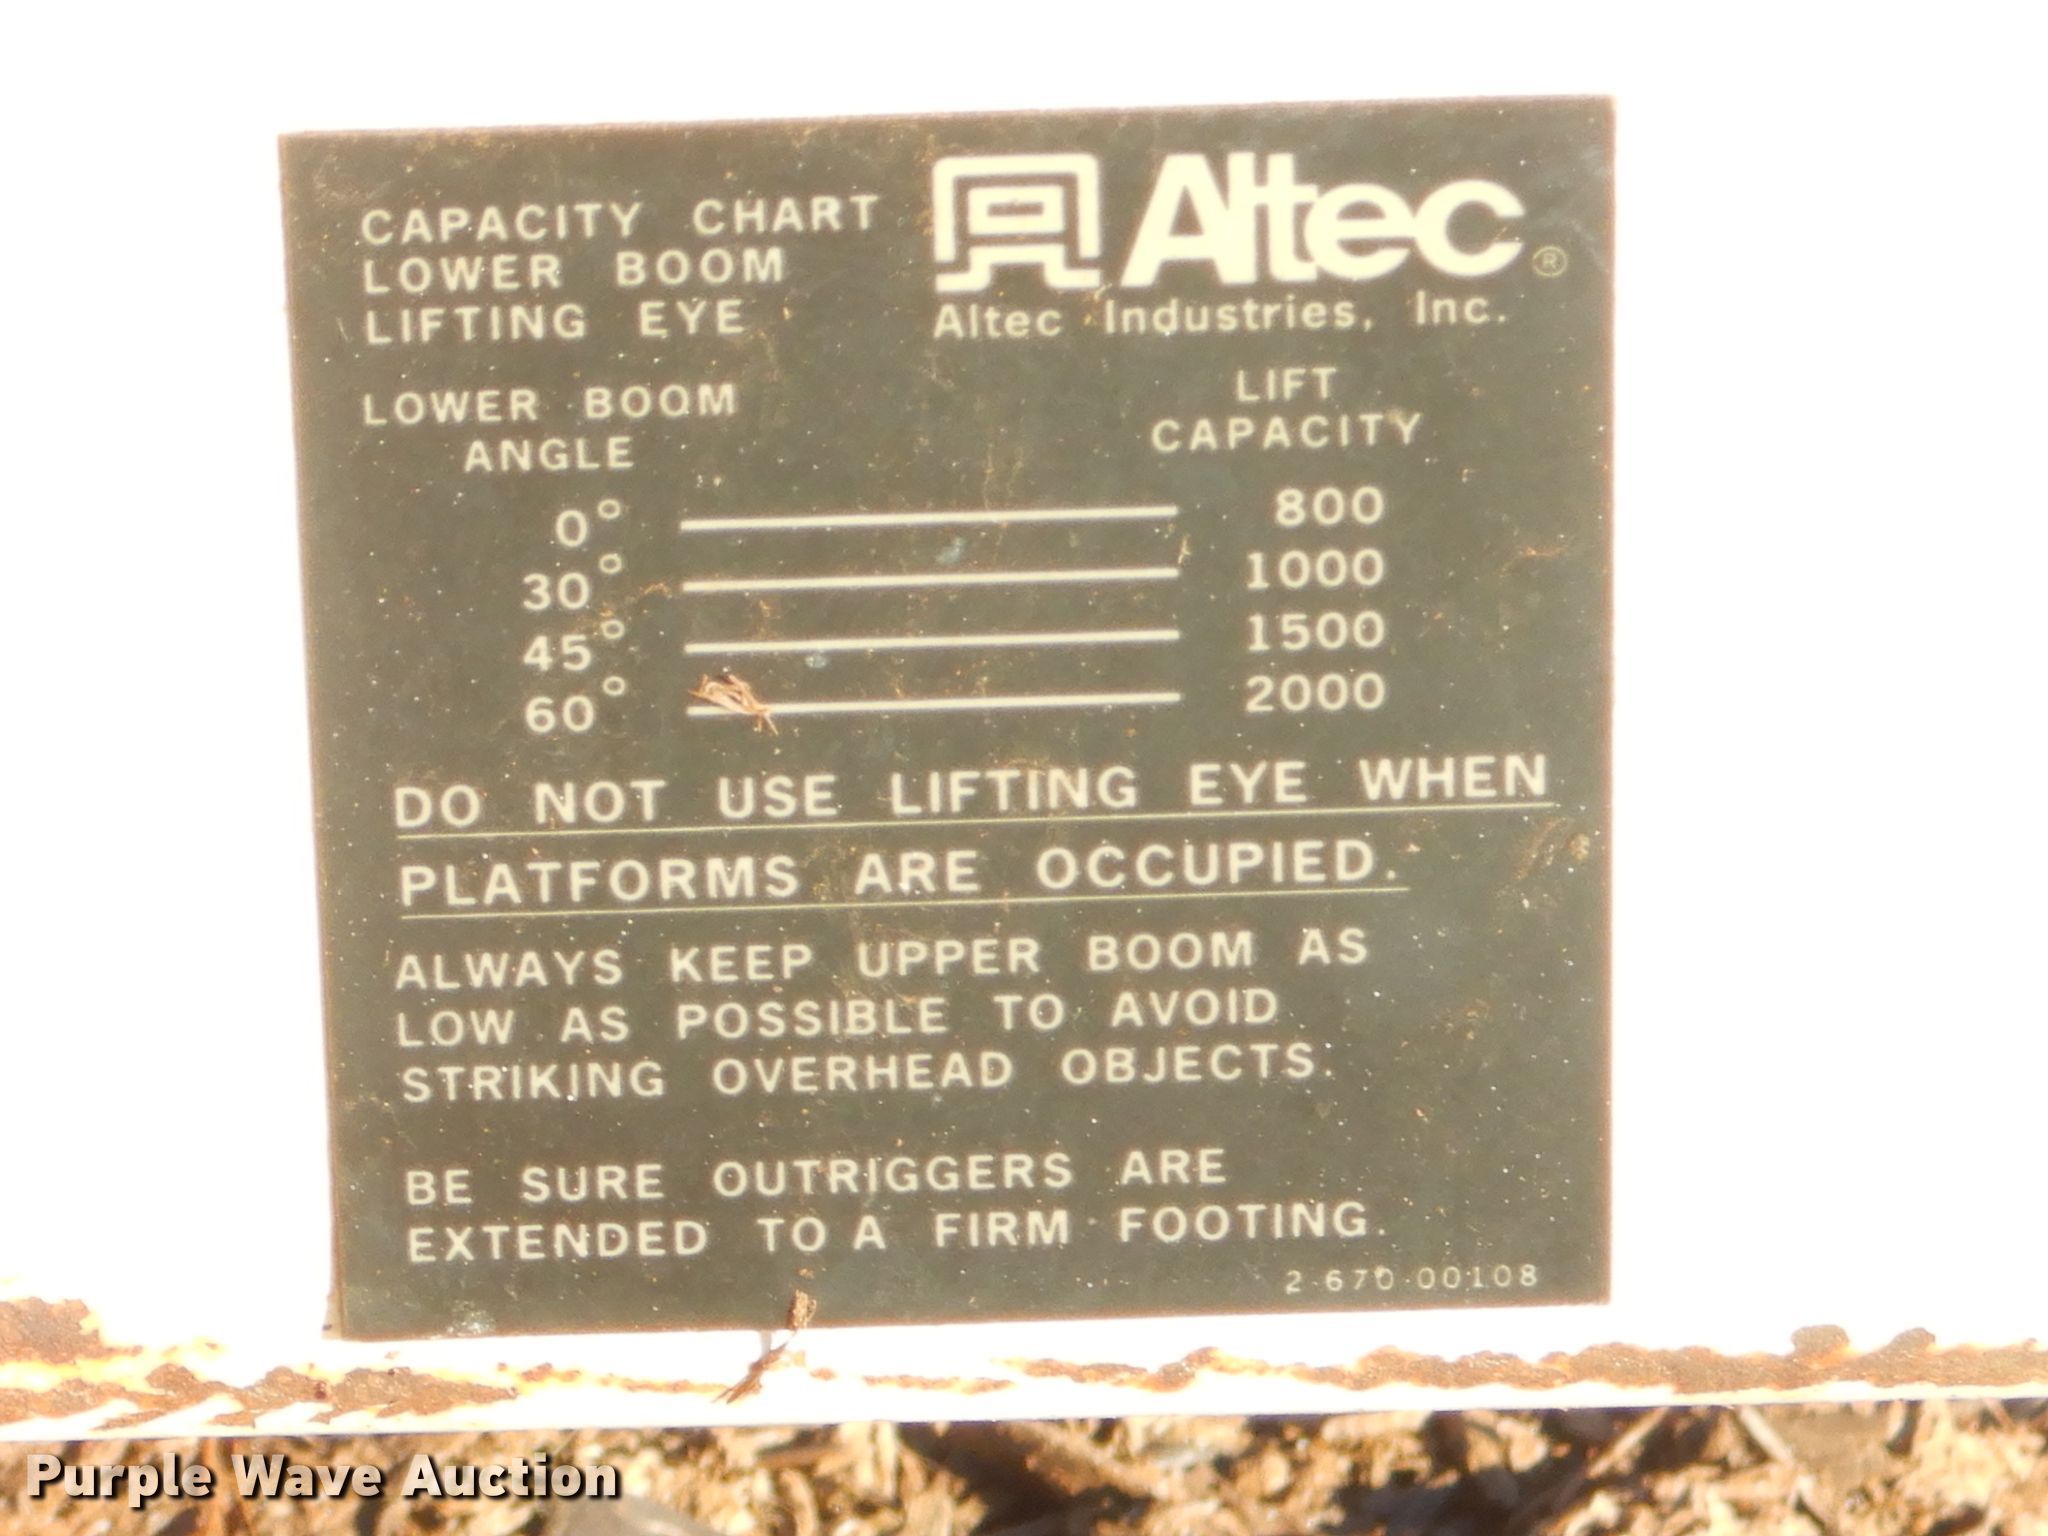 CAPACITY CHART
LOWER BOOM
LIFTING EYE
Altec®
Altec Industries, Inc.
LOWER BOOM ANGLE
LIFT CAPACITY
0° 800
30° 1000
45° 1500
60° 2000
DO NOT USE LIFTING EYE WHEN
PLATFORMS ARE OCCUPIED.
ALWAYS KEEP UPPER BOOM AS
LOW AS POSSIBLE TO AVOID
STRIKING OVERHEAD OBJECTS.
BE SURE OUTRIGGERS ARE
EXTENDED TO A FIRM FOOTING.
2-670-00108
Purple Wave Auction